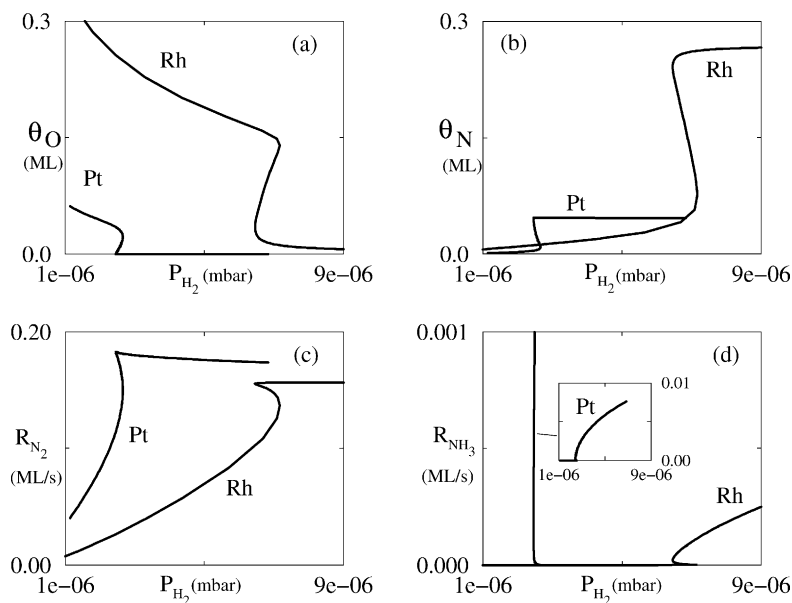 0.3
(a)
Rh
θO
(ML)
Pt
0.0
1e−06
PH2 (mbar)
9e−06
0.3
(b)
Rh
θN
(ML)
Pt
0.0
1e−06
PH2 (mbar)
9e−06
0.20
(c)
RN2
Pt
(ML/s)
Rh
0.00
1e−06
PH2 (mbar)
9e−06
0.001
(d)
0.01
Pt
RNH3
0.00
1e−06
9e−06
(ML/s)
Rh
0.000
1e−06
PH2 (mbar)
9e−06